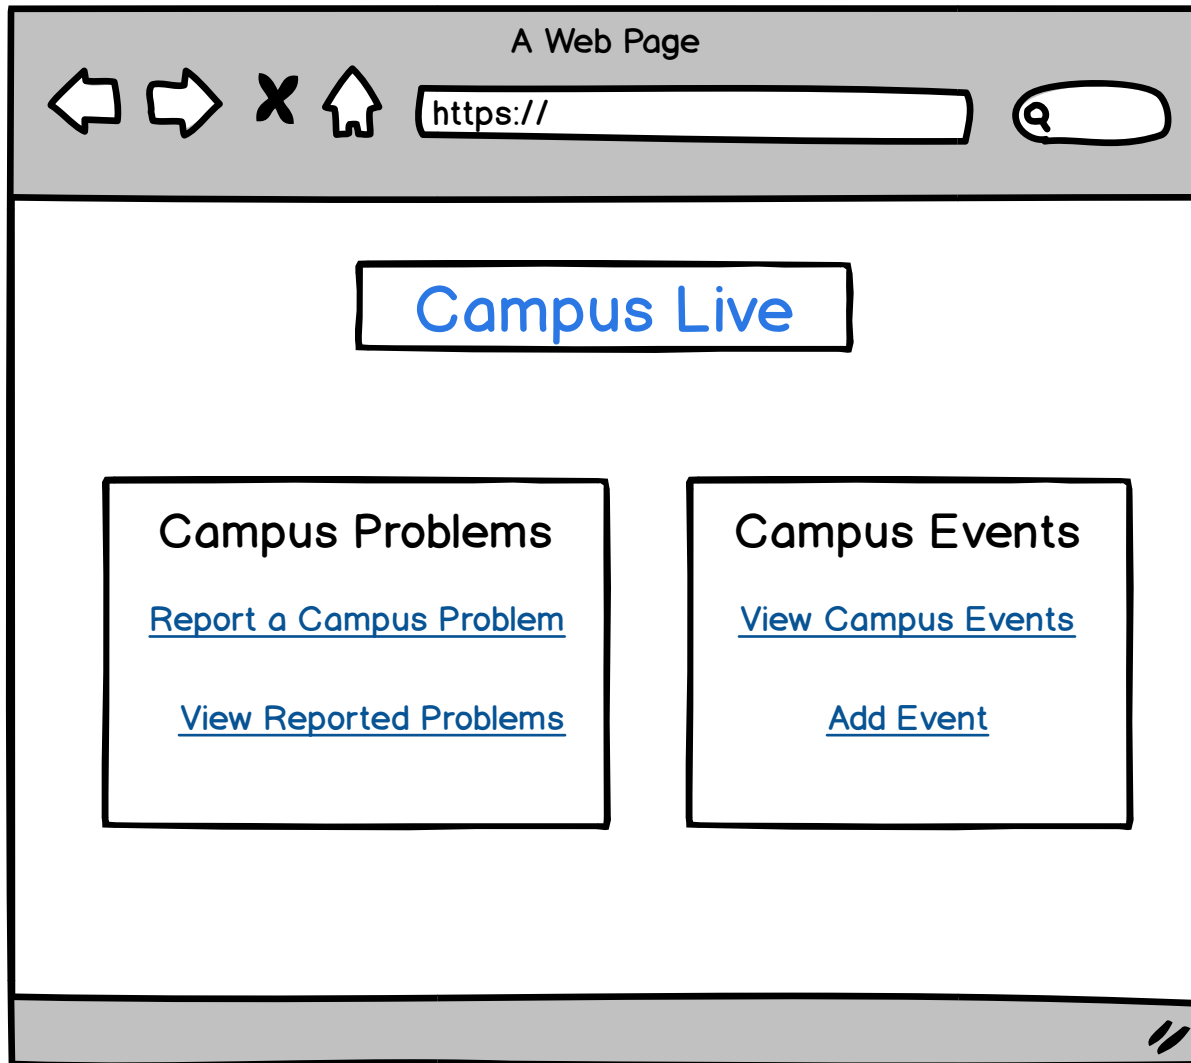 A Web Page
https://
Campus Live
Campus Problems
Report a Campus Problem
View Reported Problems
Campus Events
View Campus Events
Add Event